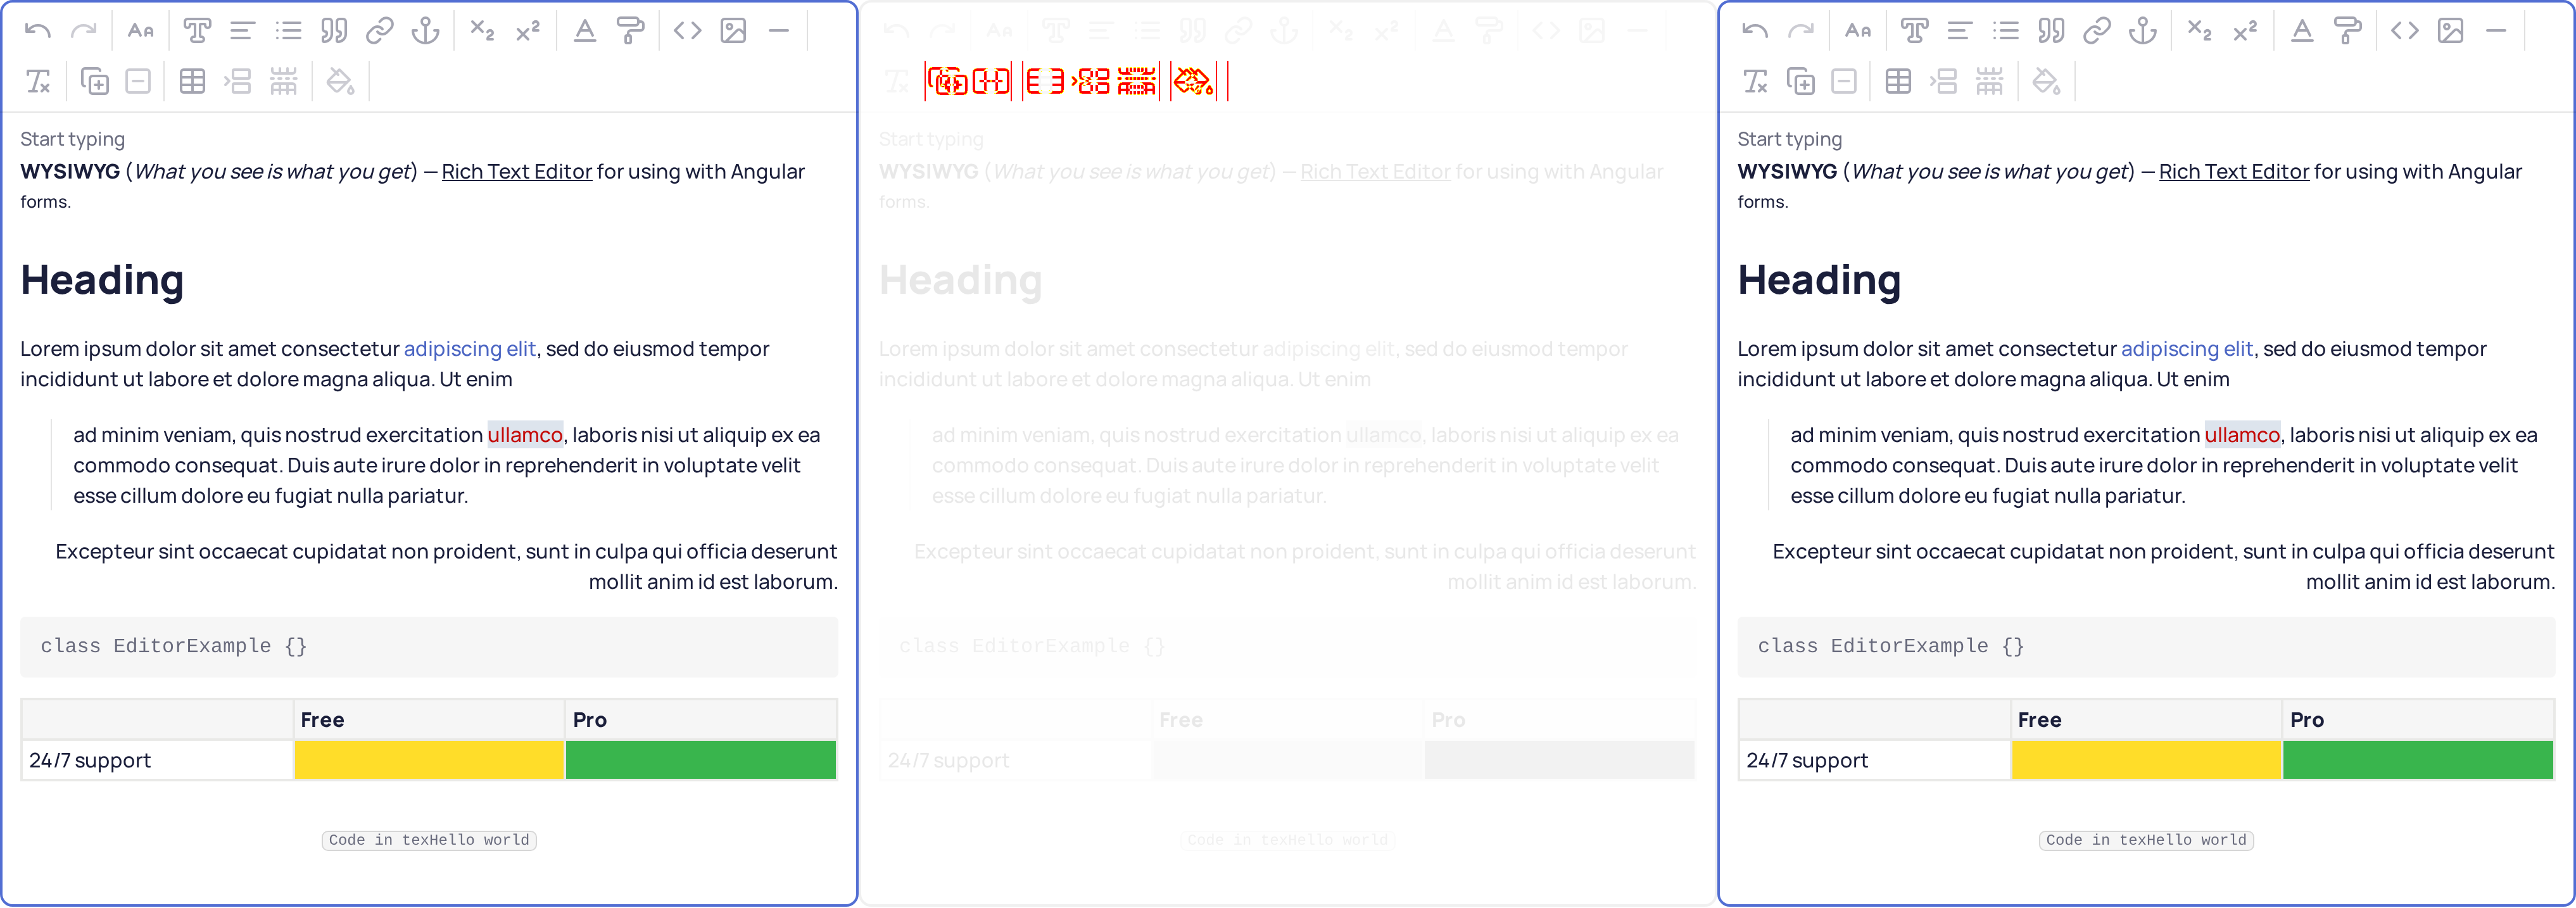 Start typing
WYSIWYG (What you see is what you get) — Rich Text Editor for using with Angular
forms.
Heading
Lorem ipsum dolor sit amet consectetur adipiscing elit, sed do eiusmod tempor
incididunt ut labore et dolore magna aliqua. Ut enim
ad minim veniam, quis nostrud exercitation ullamco, laboris nisi ut aliquip ex ea
commodo consequat. Duis aute irure dolor in reprehenderit in voluptate velit
esse cillum dolore eu fugiat nulla pariatur.
Excepteur sint occaecat cupidatat non proident, sunt in culpa qui officia deserunt
mollit anim id est laborum.
class EditorExample {}
Free Pro
24/7 support
Code in texHello world
Start typing
WYSIWYG (What you see is what you get) — Rich Text Editor for using with Angular
forms.
Heading
Lorem ipsum dolor sit amet consectetur adipiscing elit, sed do eiusmod tempor
incididunt ut labore et dolore magna aliqua. Ut enim
ad minim veniam, quis nostrud exercitation ullamco, laboris nisi ut aliquip ex ea
commodo consequat. Duis aute irure dolor in reprehenderit in voluptate velit
esse cillum dolore eu fugiat nulla pariatur.
Excepteur sint occaecat cupidatat non proident, sunt in culpa qui officia deserunt
mollit anim id est laborum.
class EditorExample {}
Free Pro
24/7 support
Code in texHello world
Start typing
WYSIWYG (What you see is what you get) — Rich Text Editor for using with Angular
forms.
Heading
Lorem ipsum dolor sit amet consectetur adipiscing elit, sed do eiusmod tempor
incididunt ut labore et dolore magna aliqua. Ut enim
ad minim veniam, quis nostrud exercitation ullamco, laboris nisi ut aliquip ex ea
commodo consequat. Duis aute irure dolor in reprehenderit in voluptate velit
esse cillum dolore eu fugiat nulla pariatur.
Excepteur sint occaecat cupidatat non proident, sunt in culpa qui officia deserunt
mollit anim id est laborum.
class EditorExample {}
Free Pro
24/7 support
Code in texHello world